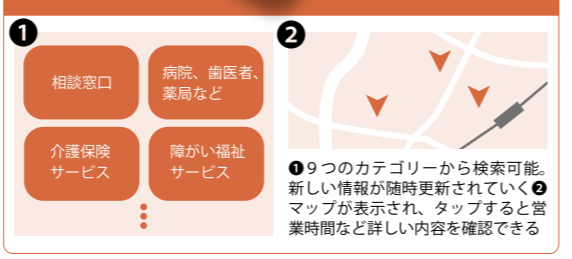 ❶
相談窓口
病院、歯医者、
薬局など
介護保険
サービス
障がい福祉
サービス
❷
❶９つのカテゴリーから検索可能。
新しい情報が随時更新されていく❷
マップが表示され、タップすると営
業時間など詳しい内容を確認できる